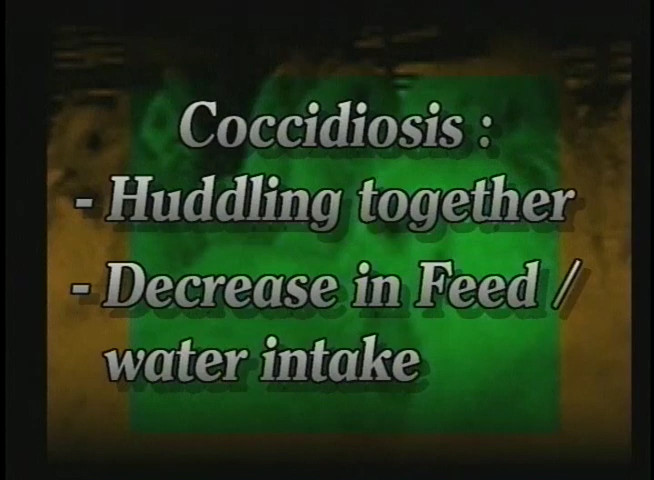 Coccidiosis :
- Huddling together
- Decrease in Feed /
water intake